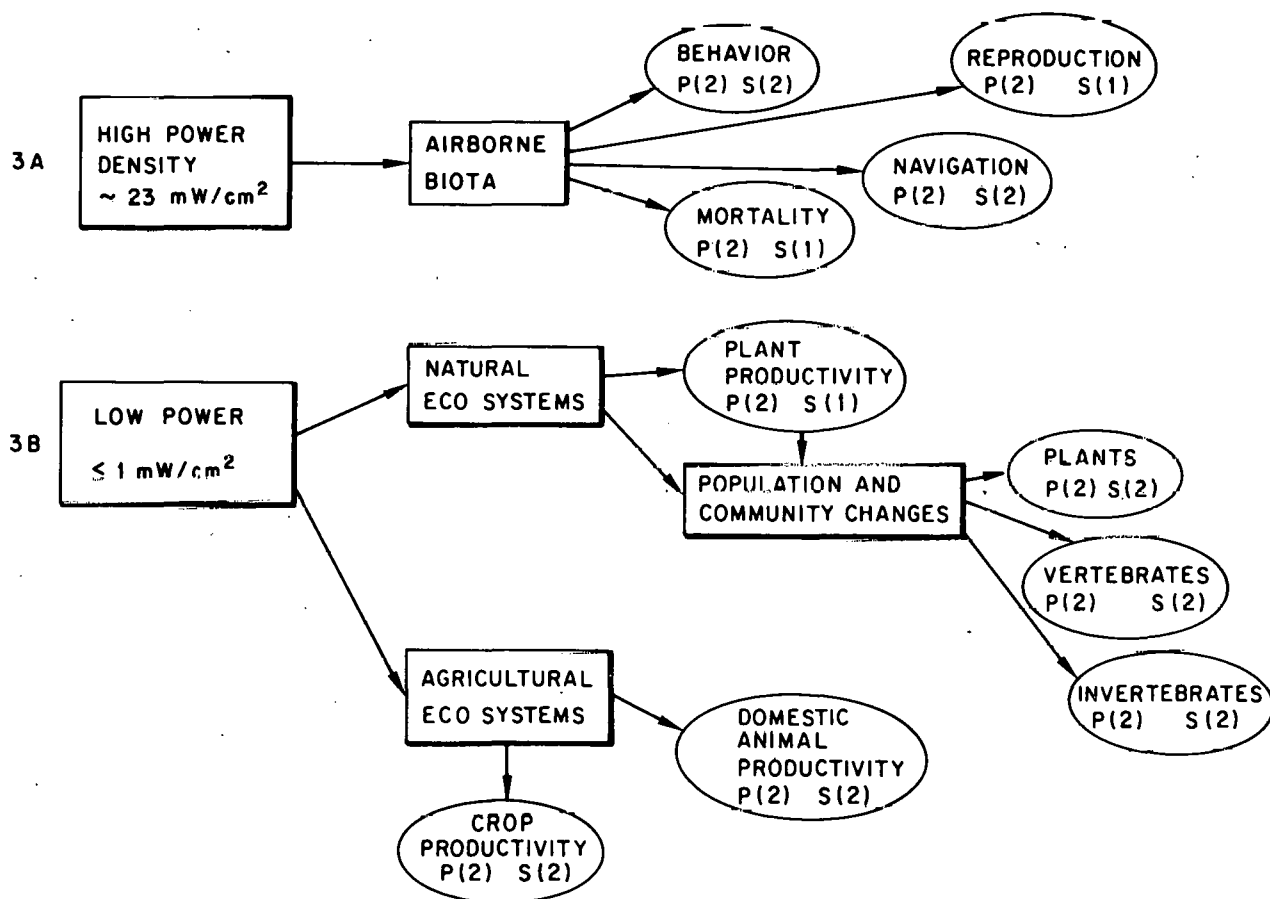 3A
HIGH POWER
DENSITY
~ 23 mW/cm²
AIRBORNE
BIOTA
BEHAVIOR
P(2) S(2)
REPRODUCTION
P(2) S(1)
NAVIGATION
P(2) S(2)
MORTALITY
P(2) S(1)
3B
LOW POWER
≤ 1 mW/cm²
NATURAL
ECO SYSTEMS
PLANT
PRODUCTIVITY
P(2) S(1)
POPULATION AND
COMMUNITY CHANGES
PLANTS
P(2) S(2)
VERTEBRATES
P(2) S(2)
INVERTEBRATES
P(2) S(2)
AGRICULTURAL
ECO SYSTEMS
DOMESTIC
ANIMAL
PRODUCTIVITY
P(2) S(2)
CROP
PRODUCTIVITY
P(2) S(2)